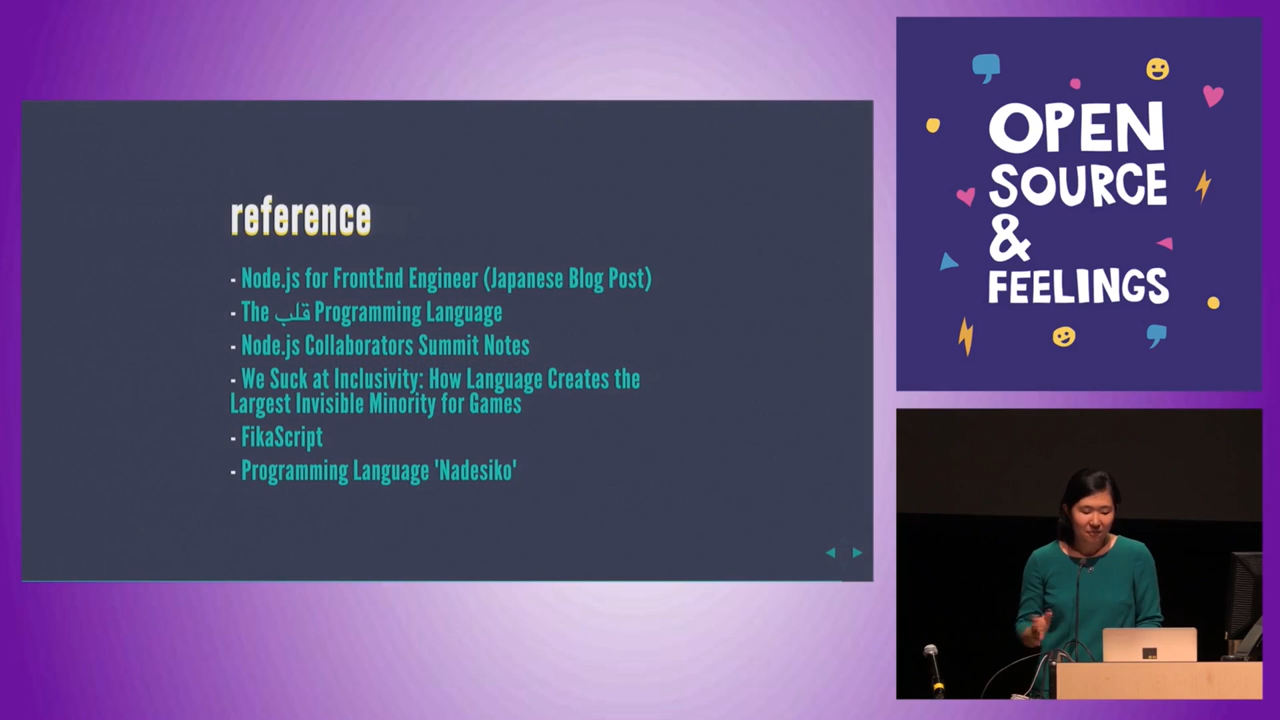 reference
- Node.js for FrontEnd Engineer (Japanese Blog Post)
- The قلب Programming Language
- Node.js Collaborators Summit Notes
- We Suck at Inclusivity: How Language Creates the
Largest Invisible Minority for Games
- FikaScript
- Programming Language 'Nadesiko'
OPEN
SOURCE
&
FEELINGS